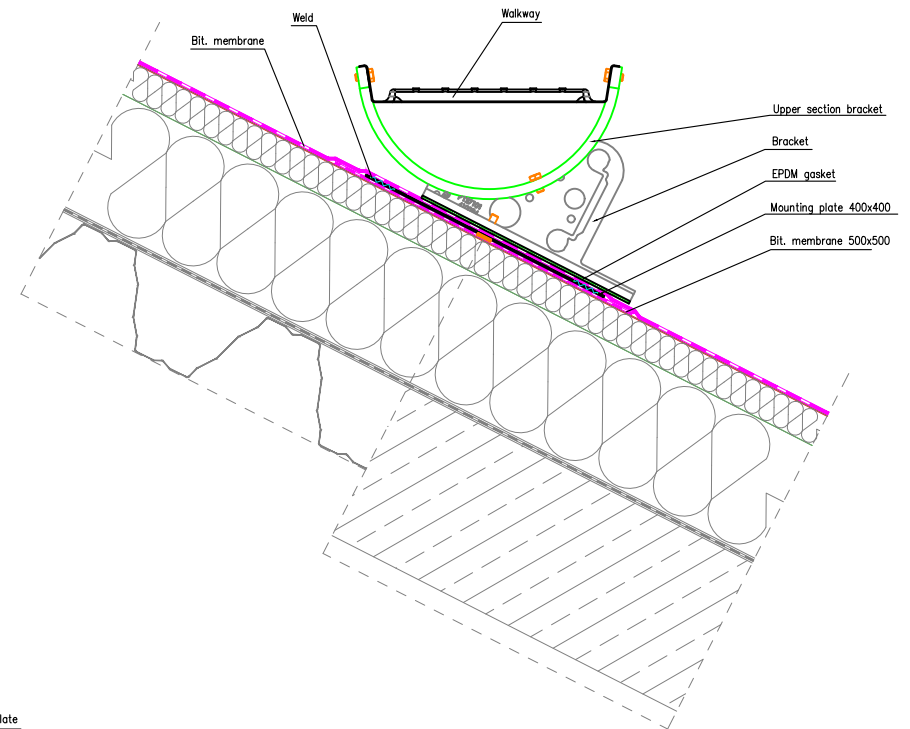 Walkway
Weld
Bit. membrane
Upper section bracket
Bracket
EPDM gasket
Mounting plate 400x400
Bit. membrane 500x500
late